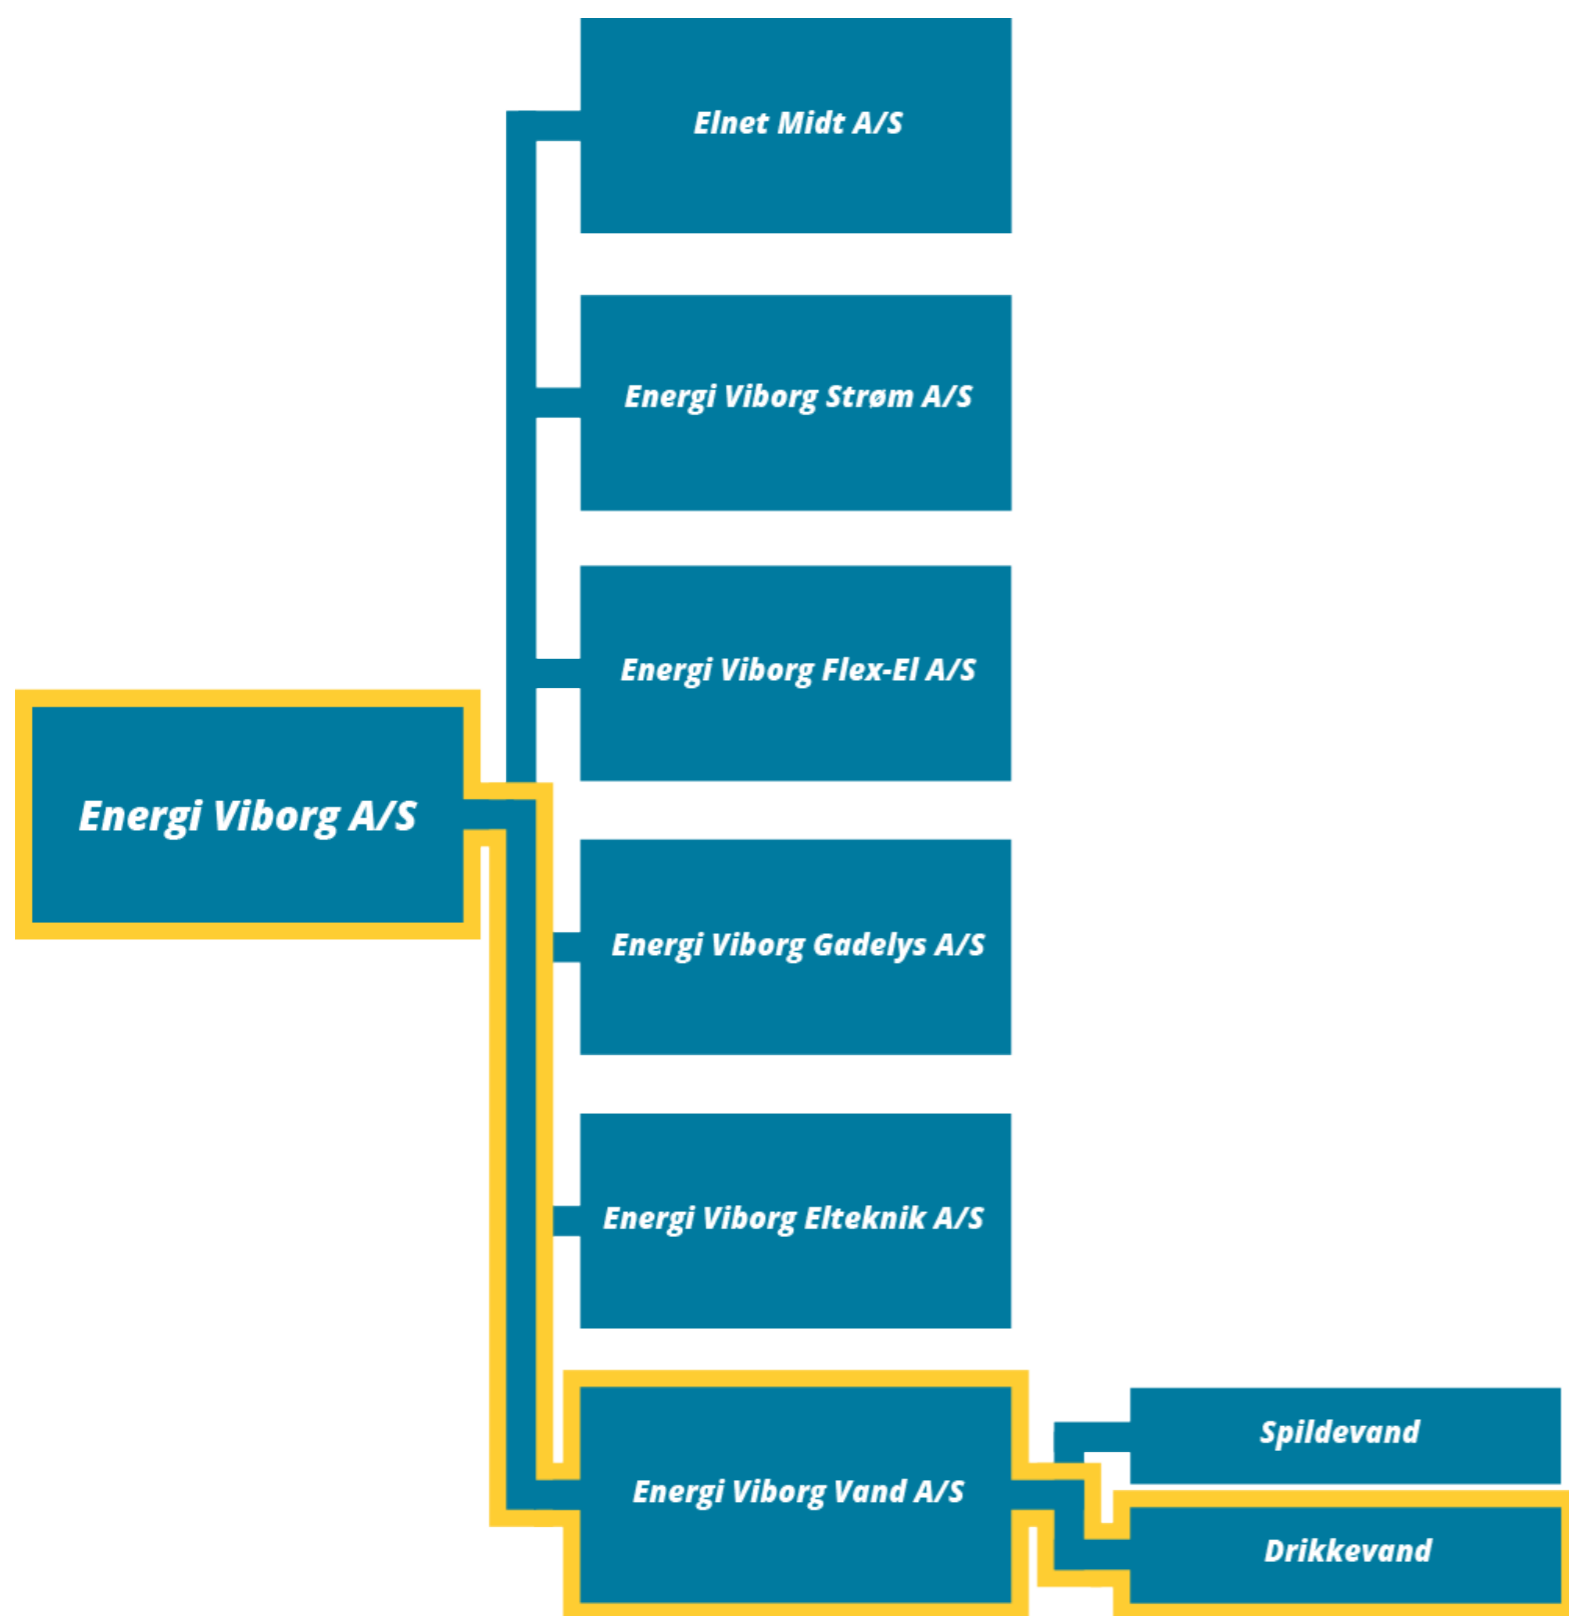 Elnet Midt A/S
Energi Viborg Strøm A/S
Energi Viborg Flex-El A/S
Energi Viborg A/S
Energi Viborg Gadelys A/S
Energi Viborg Elteknik A/S
Energi Viborg Vand A/S
Spildevand
Drikkevand